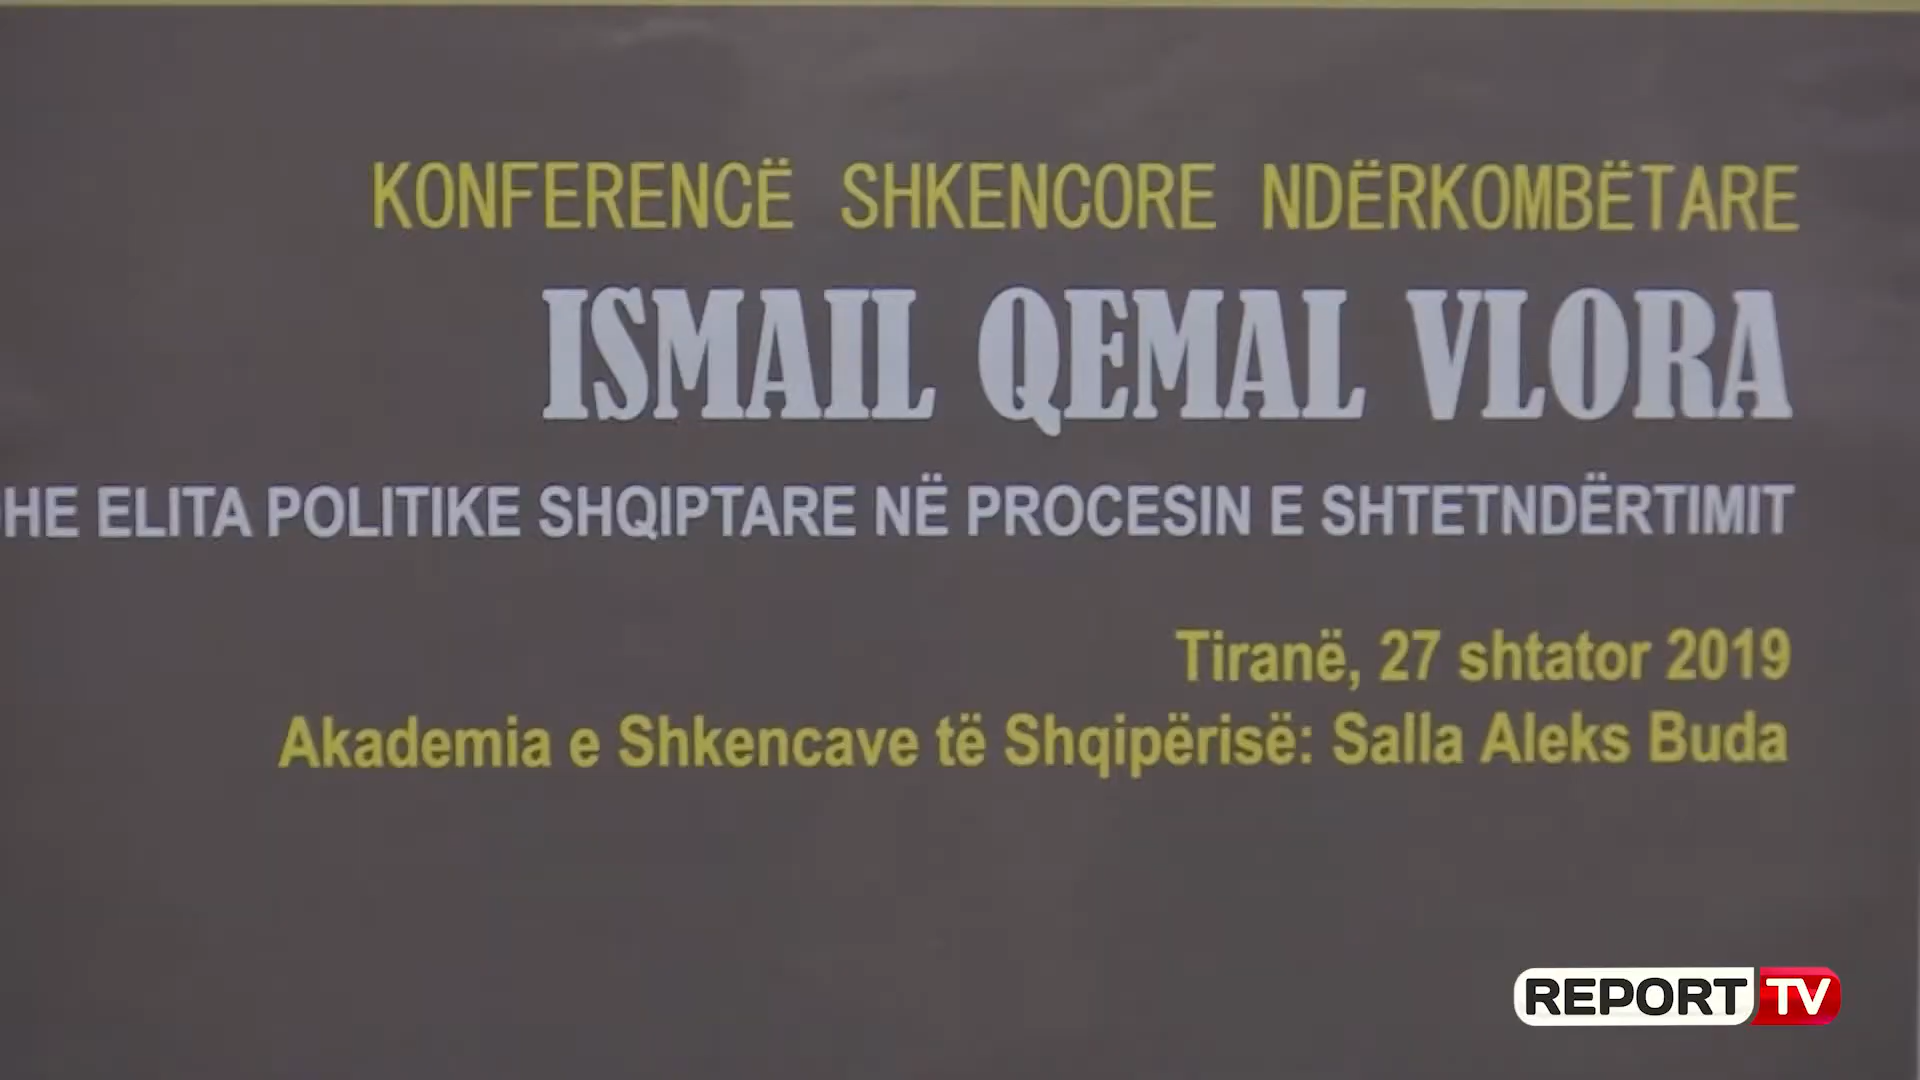 KONFERENCË SHKENCORE NDËRKOMBËTARE
ISMAIL QEMAL VLORA
HE ELITA POLITIKE SHQIPTARE NË PROCESIN E SHTETNDËRTIMIT
Tiranë, 27 shtator 2019
Akademia e Shkencave të Shqipërisë: Salla Aleks Buda
REPORT TV